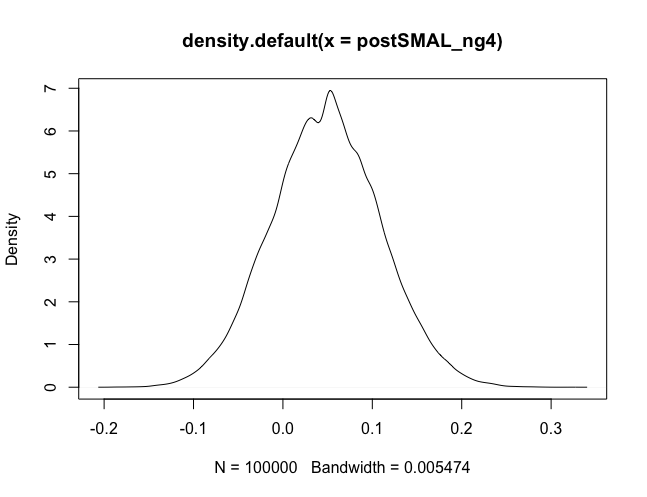 density.default(x = postSMAL_ng4)
Density
7
6
5
4
3
2
1
0
-0.2 -0.1 0.0 0.1 0.2 0.3
N = 100000 Bandwidth = 0.005474